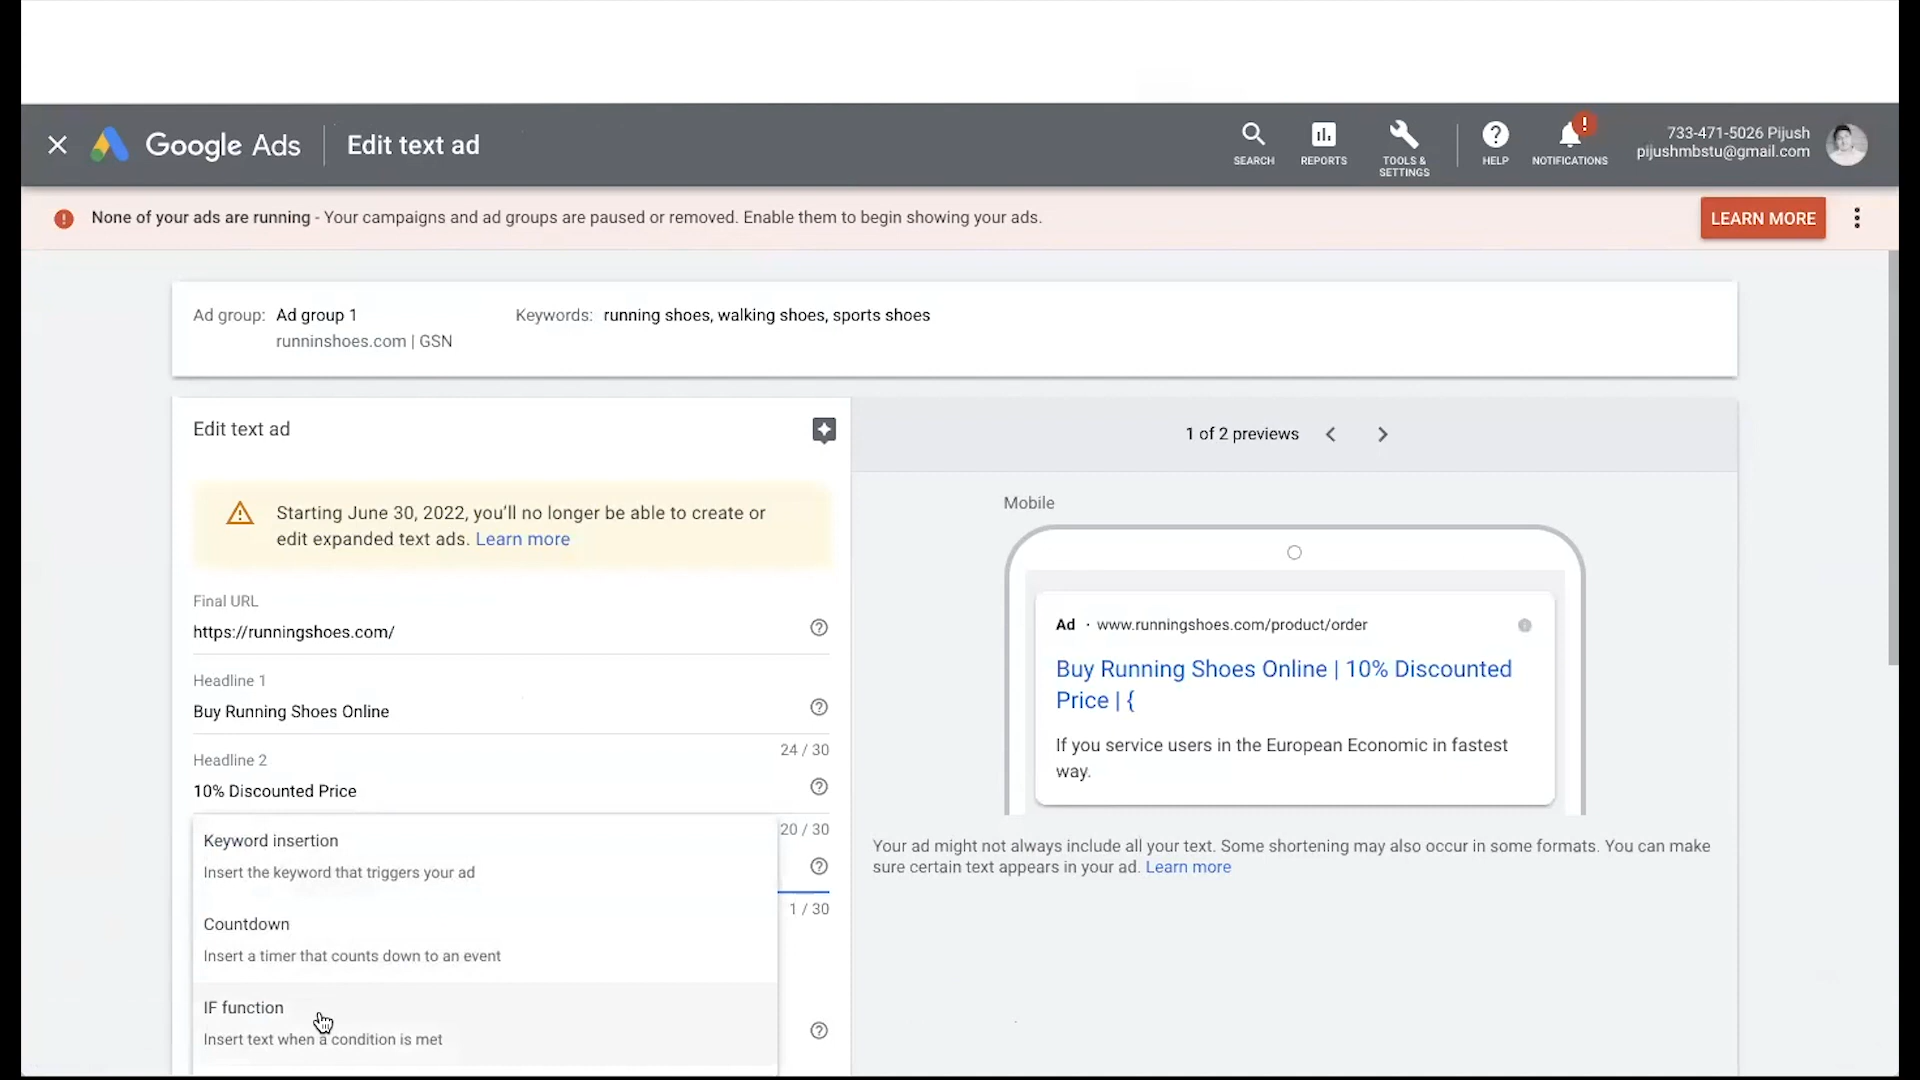 Google Ads
Edit text ad
SEARCH
REPORTS
TOOLS &
SETTINGS
HELP
!
NOTIFICATIONS
733-471-5026 Pijush
pijushmbstu@gmail.com
None of your ads are running - Your campaigns and ad groups are paused or removed. Enable them to begin showing your ads.
LEARN MORE
Ad group: Ad group 1
runninshoes.com | GSN
Keywords: running shoes, walking shoes, sports shoes
Edit text ad
Starting June 30, 2022, you'll no longer be able to create or
edit expanded text ads. Learn more
Final URL
https://runningshoes.com/
Headline 1
Buy Running Shoes Online
24 / 30
Headline 2
10% Discounted Price
20 / 30
Keyword insertion
Insert the keyword that triggers your ad
1 / 30
Countdown
Insert a timer that counts down to an event
IF function
Insert text when a condition is met
1 of 2 previews
Mobile
Ad · www.runningshoes.com/product/order
Buy Running Shoes Online | 10% Discounted
Price | {
If you service users in the European Economic in fastest
way.
Your ad might not always include all your text. Some shortening may also occur in some formats. You can make
sure certain text appears in your ad. Learn more